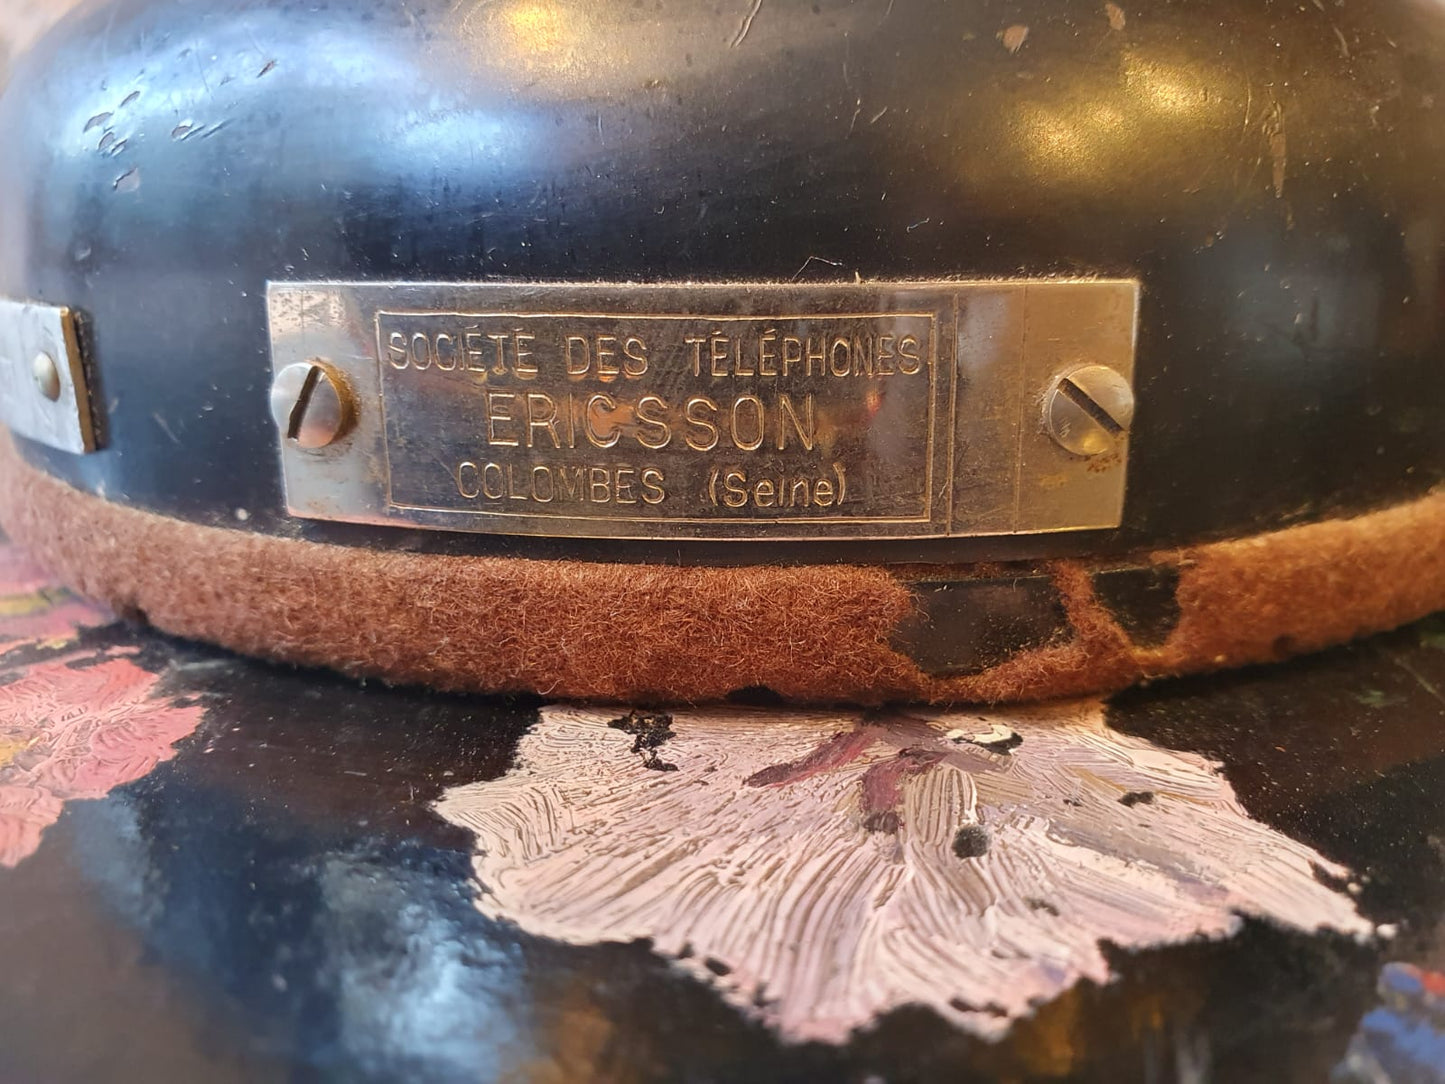 SOCIÉTÉ DES TÉLÉPHONES
ERICSSON
COLOMBES (Seine)